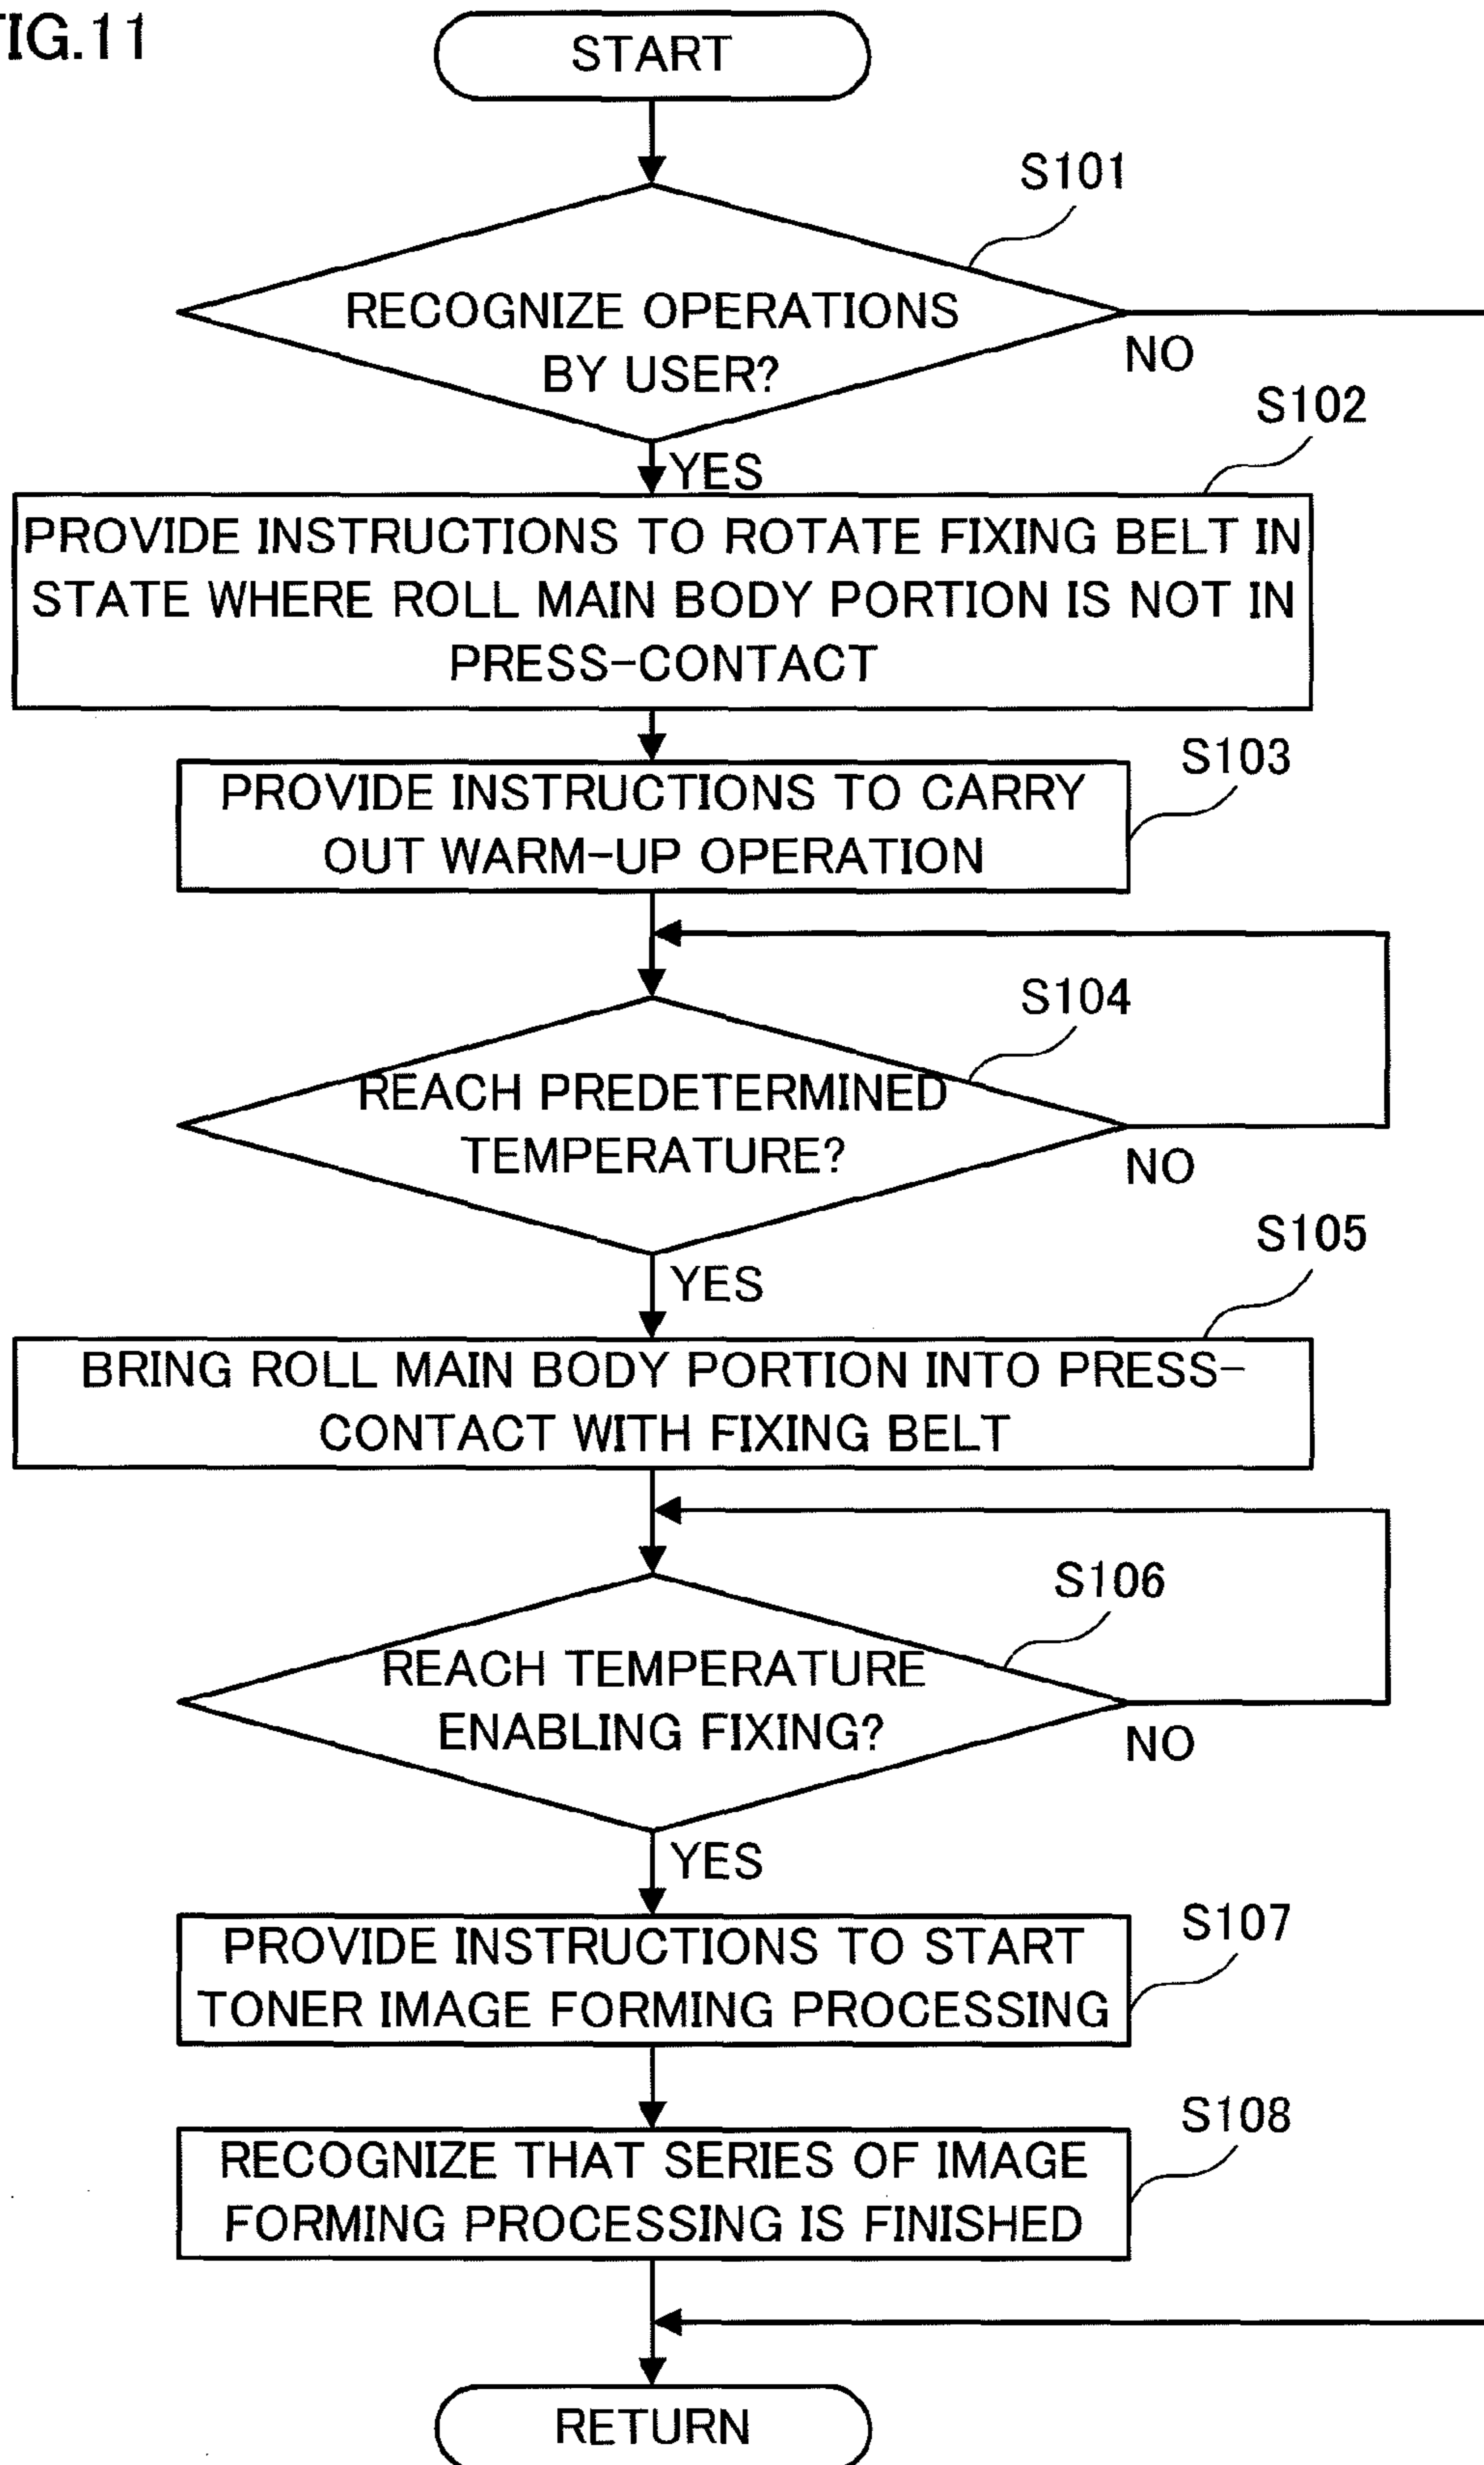 FIG.11
START
S101
RECOGNIZE OPERATIONS
BY USER?
NO
S102
YES
PROVIDE INSTRUCTIONS TO ROTATE FIXING BELT IN
STATE WHERE ROLL MAIN BODY PORTION IS NOT IN
PRESS-CONTACT
S103
PROVIDE INSTRUCTIONS TO CARRY
OUT WARM-UP OPERATION
S104
REACH PREDETERMINED
TEMPERATURE?
NO
S105
YES
BRING ROLL MAIN BODY PORTION INTO PRESS-
CONTACT WITH FIXING BELT
S106
REACH TEMPERATURE
ENABLING FIXING?
NO
YES
S107
PROVIDE INSTRUCTIONS TO START
TONER IMAGE FORMING PROCESSING
S108
RECOGNIZE THAT SERIES OF IMAGE
FORMING PROCESSING IS FINISHED
RETURN